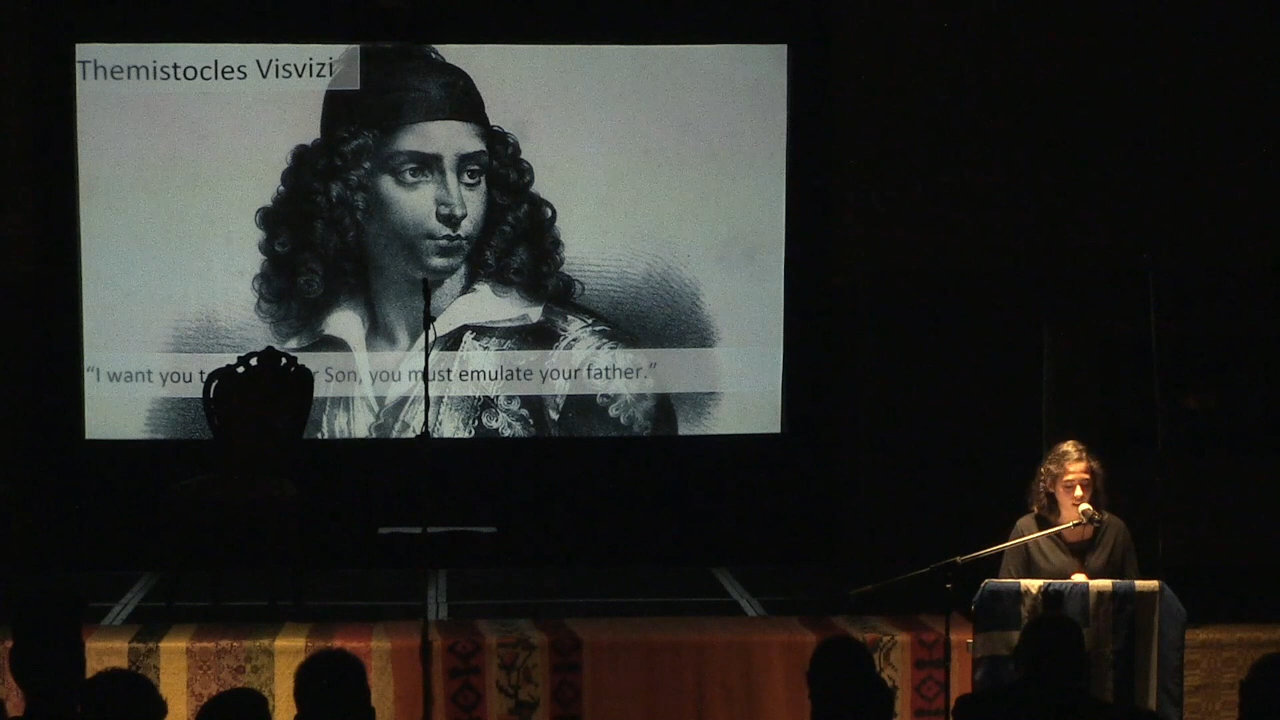 Themistocles Visvizi
“I want you t Son, you must emulate your father.”